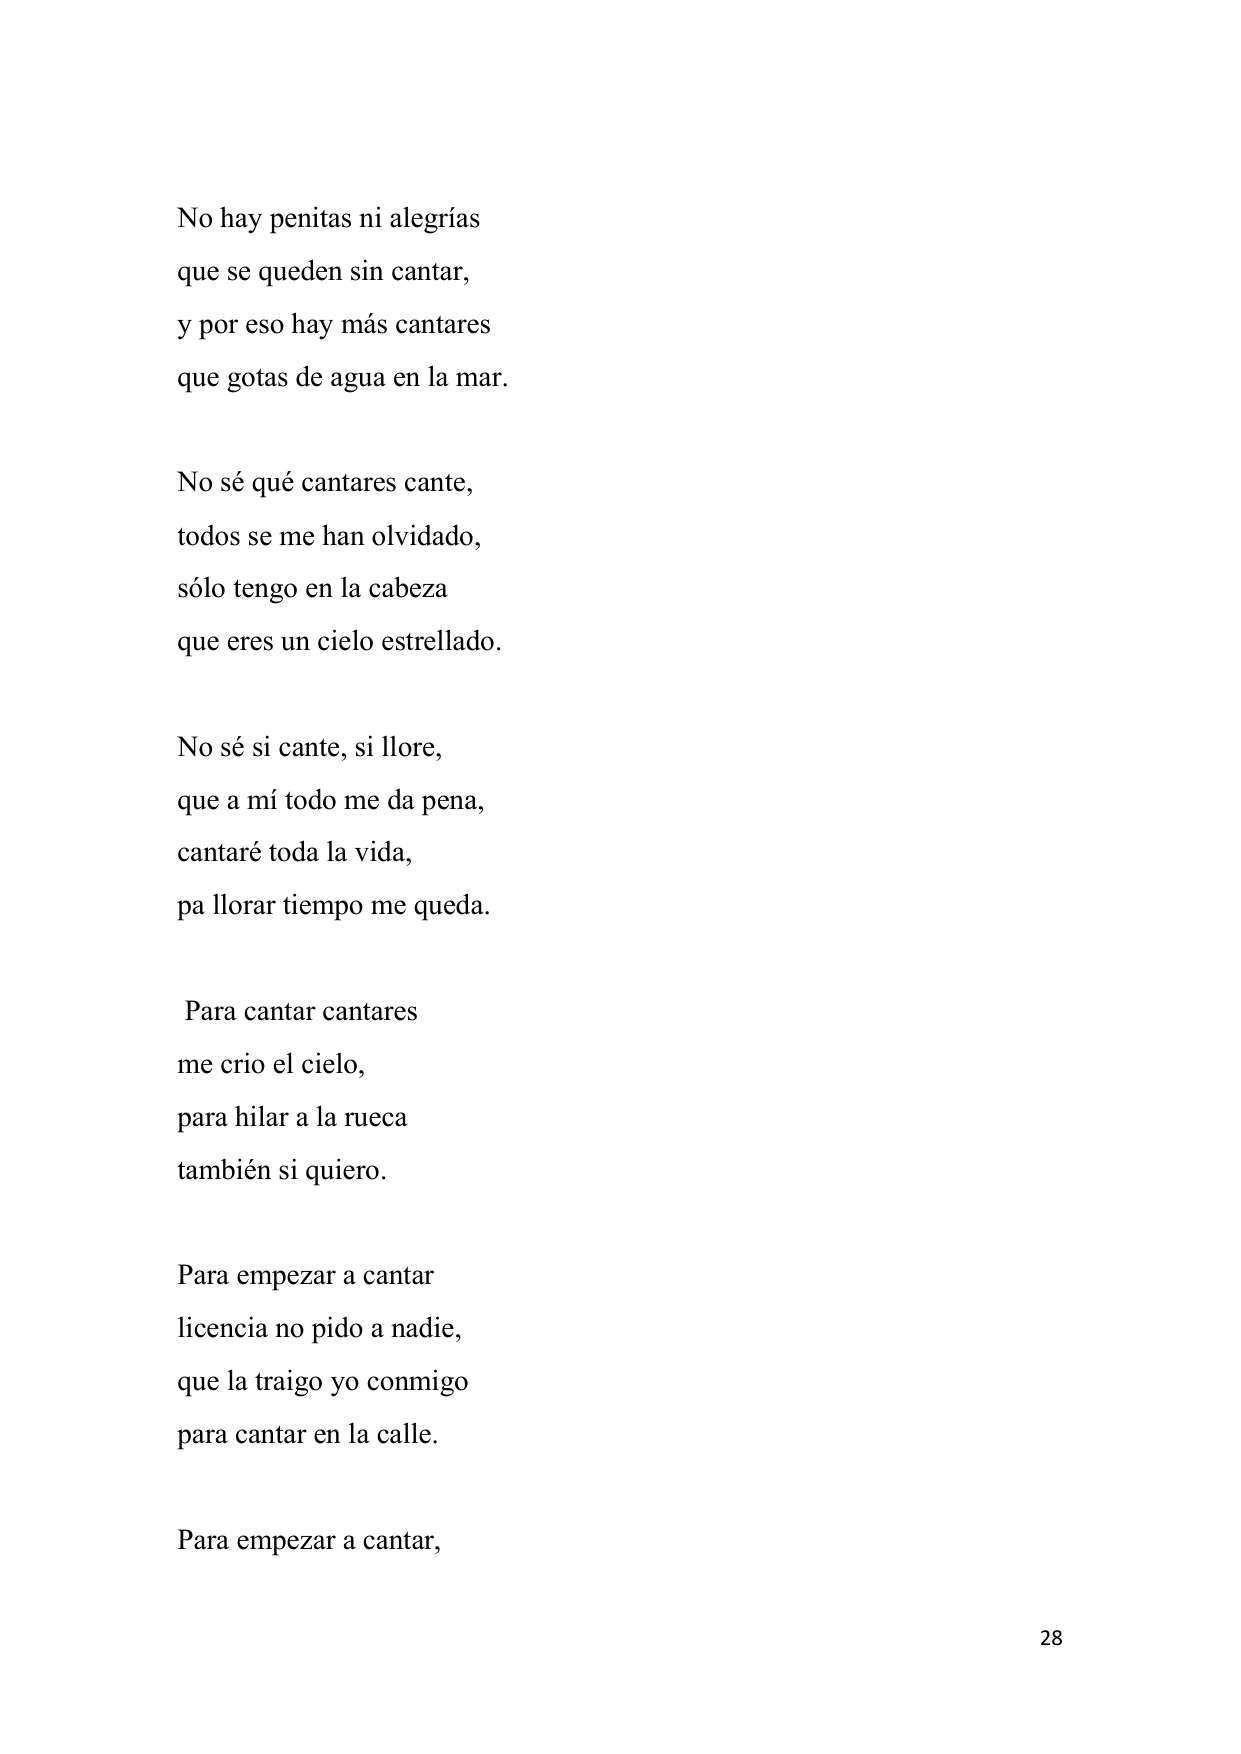 No hay penitas ni alegrías
que se queden sin cantar,
y por eso hay más cantares
que gotas de agua en la mar.
No sé qué cantares cante,
todos se me han olvidado,
sólo tengo en la cabeza
que eres un cielo estrellado.
No sé si cante, si llore,
que a mí todo me da pena,
cantaré toda la vida,
pa llorar tiempo me queda.
Para cantar cantares
me crio el cielo,
para hilar a la rueca
también si quiero.
Para empezar a cantar
licencia no pido a nadie,
que la traigo yo conmigo
para cantar en la calle.
Para empezar a cantar,
28